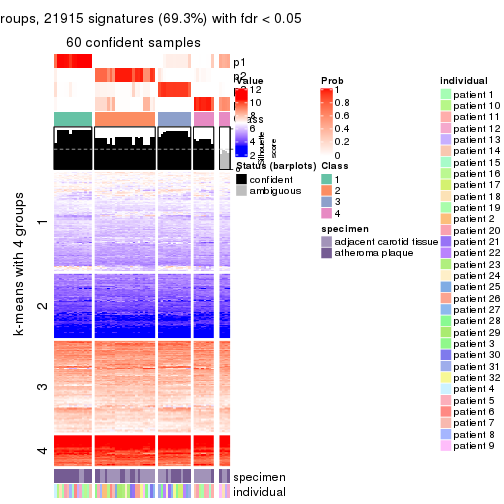 roups, 21915 signatures (69.3%) with fdr < 0.05
60 confident samples
p1
p2
p3
Value
12
10
8
6
4
2
Prob
1
0.8
0.6
0.4
0.2
0
Silhouette
score
Status (barplots)
confident
ambiguous
Class
1
2
3
4
specimen
adjacent carotid tissue
atheroma plaque
individual
patient 1
patient 10
patient 11
patient 12
patient 13
patient 14
patient 15
patient 16
patient 17
patient 18
patient 19
patient 2
patient 20
patient 21
patient 22
patient 23
patient 24
patient 25
patient 26
patient 27
patient 28
patient 29
patient 3
patient 30
patient 31
patient 32
patient 4
patient 5
patient 6
patient 7
patient 8
patient 9
k-means with 4 groups
1
2
3
4
specimen
individual